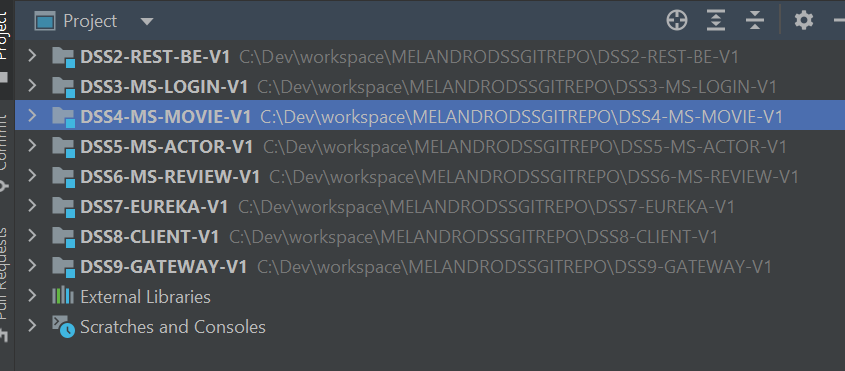 Project
DSS2-REST-BE-V1 C:\Dev\workspace\MELANDRODSSGITREPO\DSS2-REST-BE-V1
DSS3-MS-LOGIN-V1 C:\Dev\workspace\MELANDRODSSGITREPO\DSS3-MS-LOGIN-V1
DSS4-MS-MOVIE-V1 C:\Dev\workspace\MELANDRODSSGITREPO\DSS4-MS-MOVIE-V1
DSS5-MS-ACTOR-V1 C:\Dev\workspace\MELANDRODSSGITREPO\DSS5-MS-ACTOR-V1
DSS6-MS-REVIEW-V1 C:\Dev\workspace\MELANDRODSSGITREPO\DSS6-MS-REVIEW-V1
DSS7-EUREKA-V1 C:\Dev\workspace\MELANDRODSSGITREPO\DSS7-EUREKA-V1
DSS8-CLIENT-V1 C:\Dev\workspace\MELANDRODSSGITREPO\DSS8-CLIENT-V1
DSS9-GATEWAY-V1 C:\Dev\workspace\MELANDRODSSGITREPO\DSS9-GATEWAY-V1
External Libraries
Scratches and Consoles
Project
Commit
Pull Requests